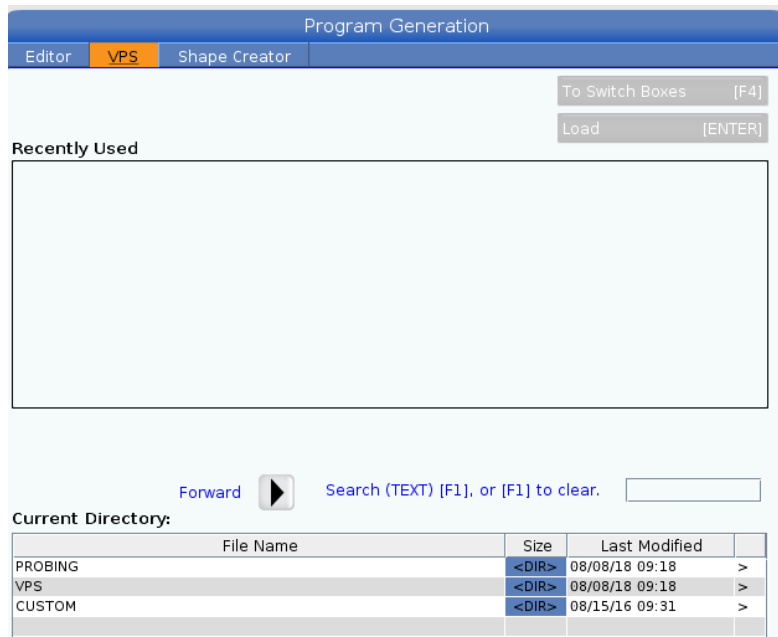 Program Generation
Editor VPS Shape Creator
To Switch Boxes [F4]
Load [ENTER]
Recently Used
Forward Search (TEXT) [F1], or [F1] to clear.
Current Directory:
File Name Size Last Modified
PROBING <DIR> 08/08/18 09:18 >
VPS <DIR> 08/08/18 09:18 >
CUSTOM <DIR> 08/15/16 09:31 >